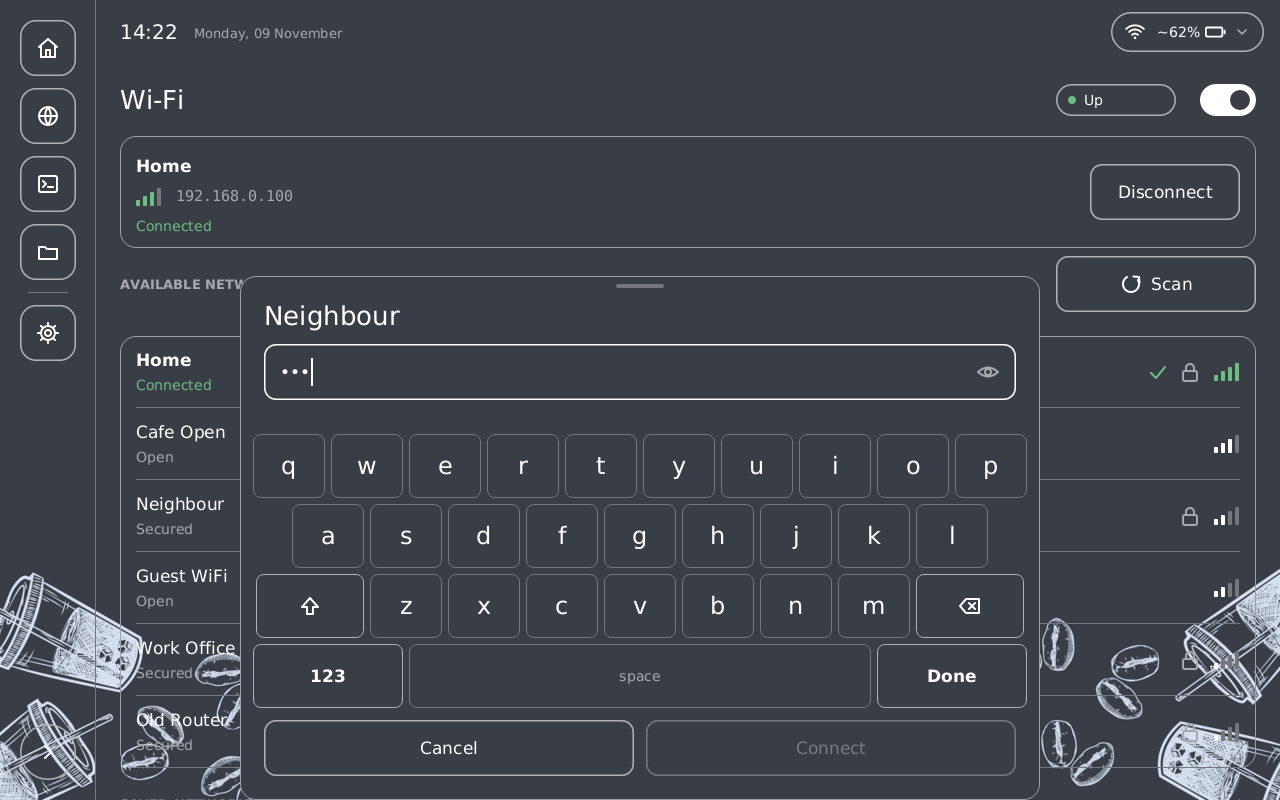 14:22 Monday, 09 November
~62%
Wi-Fi
Up
Home
192.168.0.100
Connected
Disconnect
AVAILABLE NETW
Scan
Home
Connected
Cafe Open
Open
Neighbour
Secured
Guest WiFi
Open
Work Office
Secured
Old Router
Secured
Neighbour
•••
q w e r t y u i o p
a s d f g h j k l
z x c v b n m
123 space Done
Cancel Connect